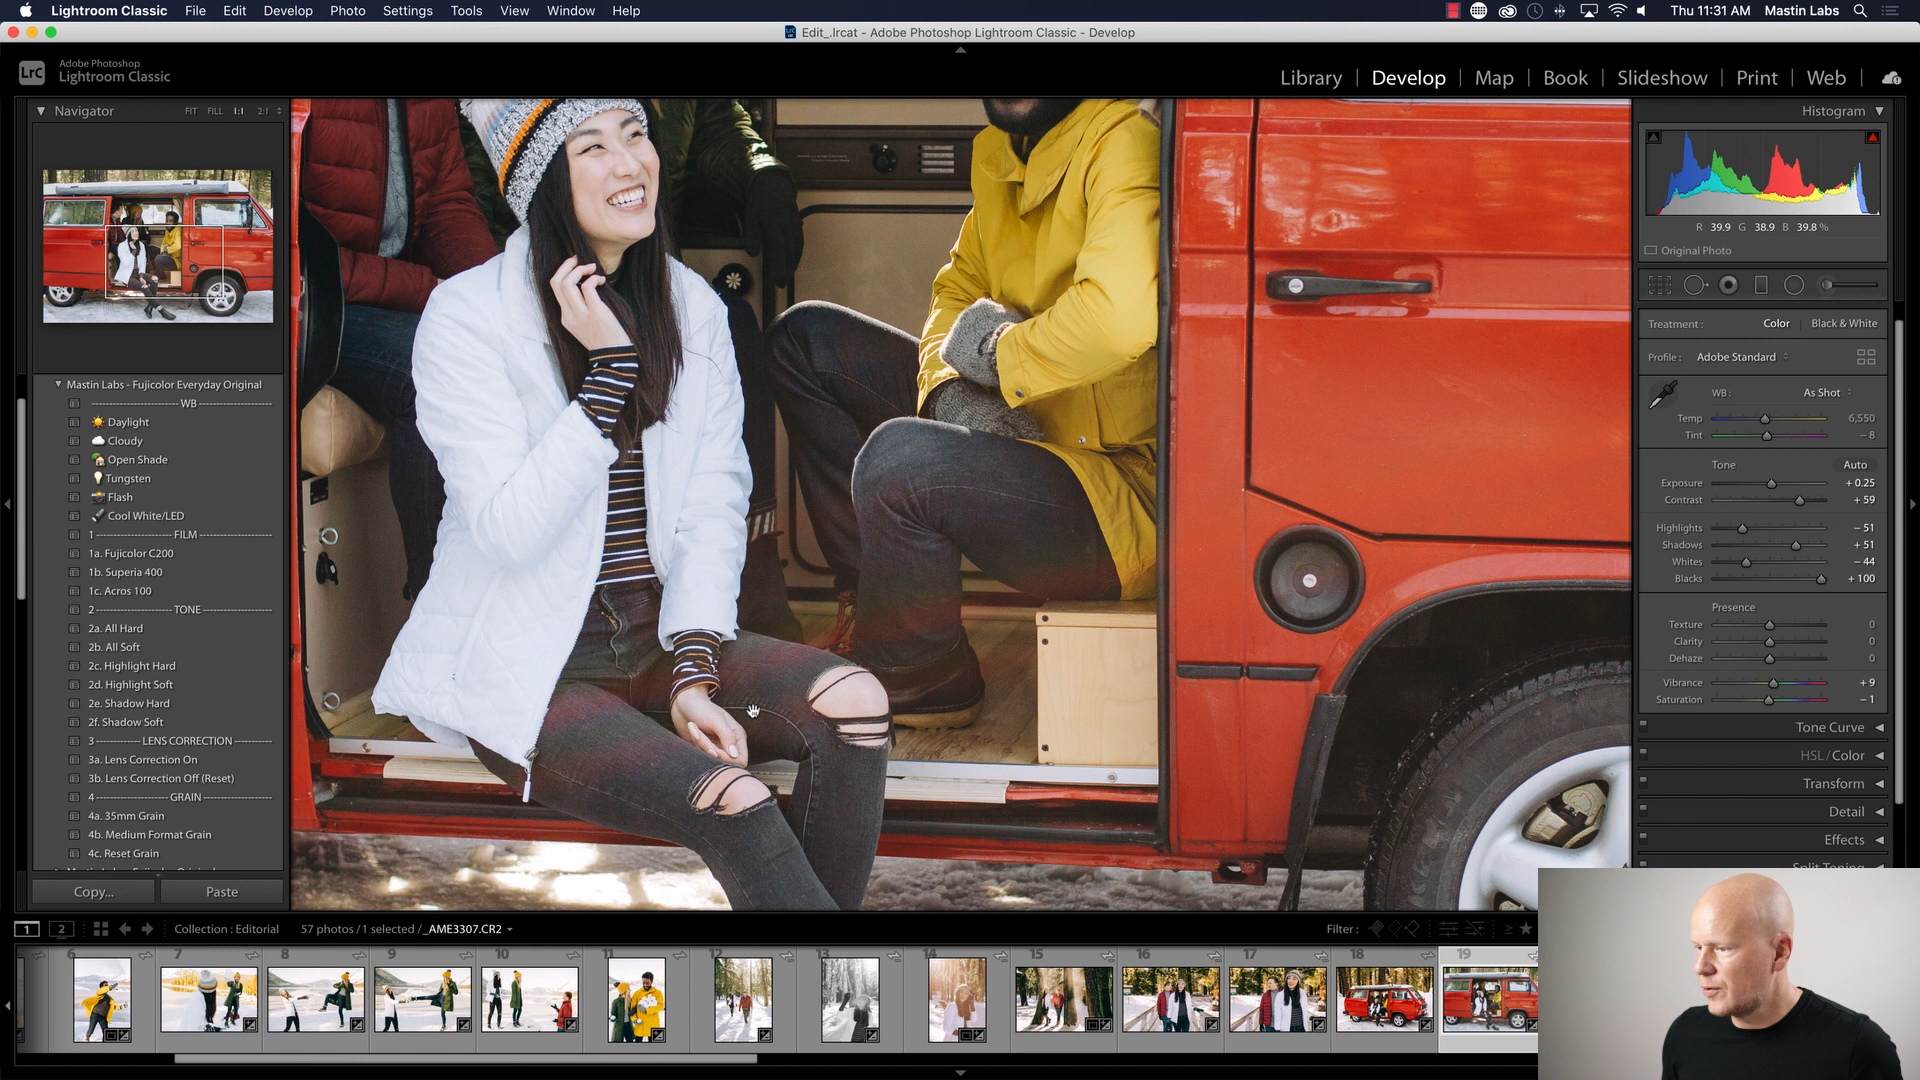 Lightroom Classic File Edit Develop Photo Settings Tools View Window Help
Thu 11:31 AM Mastin Labs
Edit_.lrcat - Adobe Photoshop Lightroom Classic - Develop
LrC
Adobe Photoshop
Lightroom Classic
Library | Develop | Map | Book | Slideshow | Print | Web
Navigator FIT FILL 1:1 2:1
Mastin Labs - Fujicolor Everyday Original
WB
Daylight
Cloudy
Open Shade
Tungsten
Flash
Cool White/LED
1 FILM
1a. Fujicolor C200
1b. Superia 400
1c. Acros 100
2 TONE
2a. All Hard
2b. All Soft
2c. Highlight Hard
2d. Highlight Soft
2e. Shadow Hard
2f. Shadow Soft
3 LENS CORRECTION
3a. Lens Correction On
3b. Lens Correction Off (Reset)
4 GRAIN
4a. 35mm Grain
4b. Medium Format Grain
4c. Reset Grain
Copy... Paste
Histogram
R 39.9 G 38.9 B 39.8 %
Original Photo
Treatment : Color | Black & White
Profile : Adobe Standard
WB : As Shot
Temp 6,550
Tint − 8
Tone Auto
Exposure + 0.25
Contrast + 59
Highlights − 51
Shadows + 51
Whites − 44
Blacks + 100
Presence
Texture 0
Clarity 0
Dehaze 0
Vibrance + 9
Saturation − 1
Tone Curve
HSL / Color
Transform
Detail
Effects
Split Toning
1 2 Collection : Editorial 57 photos / 1 selected / _AME3307.CR2 Filter : ≥
6 7 8 9 10 11 12 13 14 15 16 17 18 19